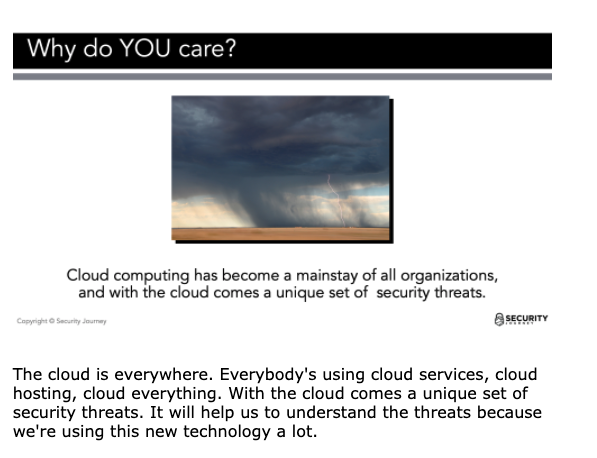 Why do YOU care?
Cloud computing has become a mainstay of all organizations,
and with the cloud comes a unique set of  security threats.
Copyright © Security Journey
SECURITY
JOURNEY
The cloud is everywhere. Everybody's using cloud services, cloud
hosting, cloud everything. With the cloud comes a unique set of
security threats. It will help us to understand the threats because
we're using this new technology a lot.